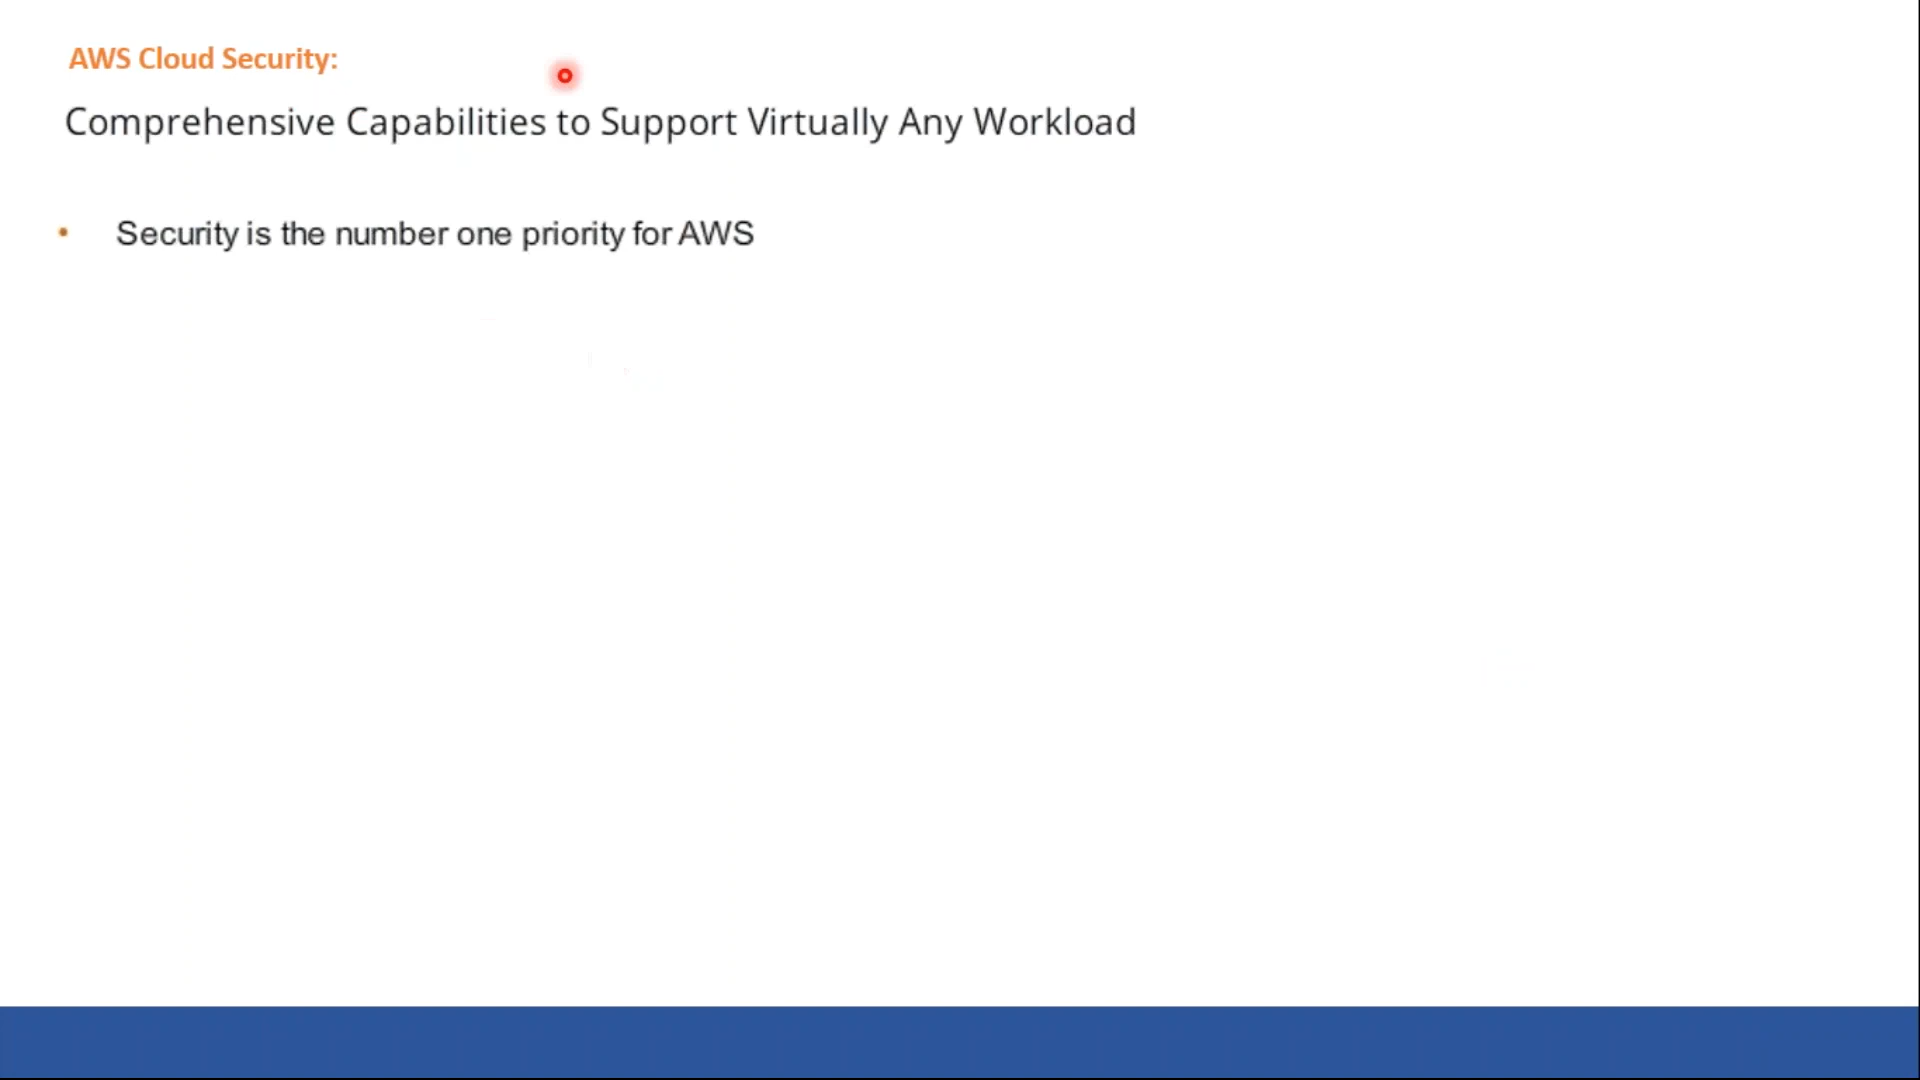 AWS Cloud Security:
Comprehensive Capabilities to Support Virtually Any Workload
• Security is the number one priority for AWS